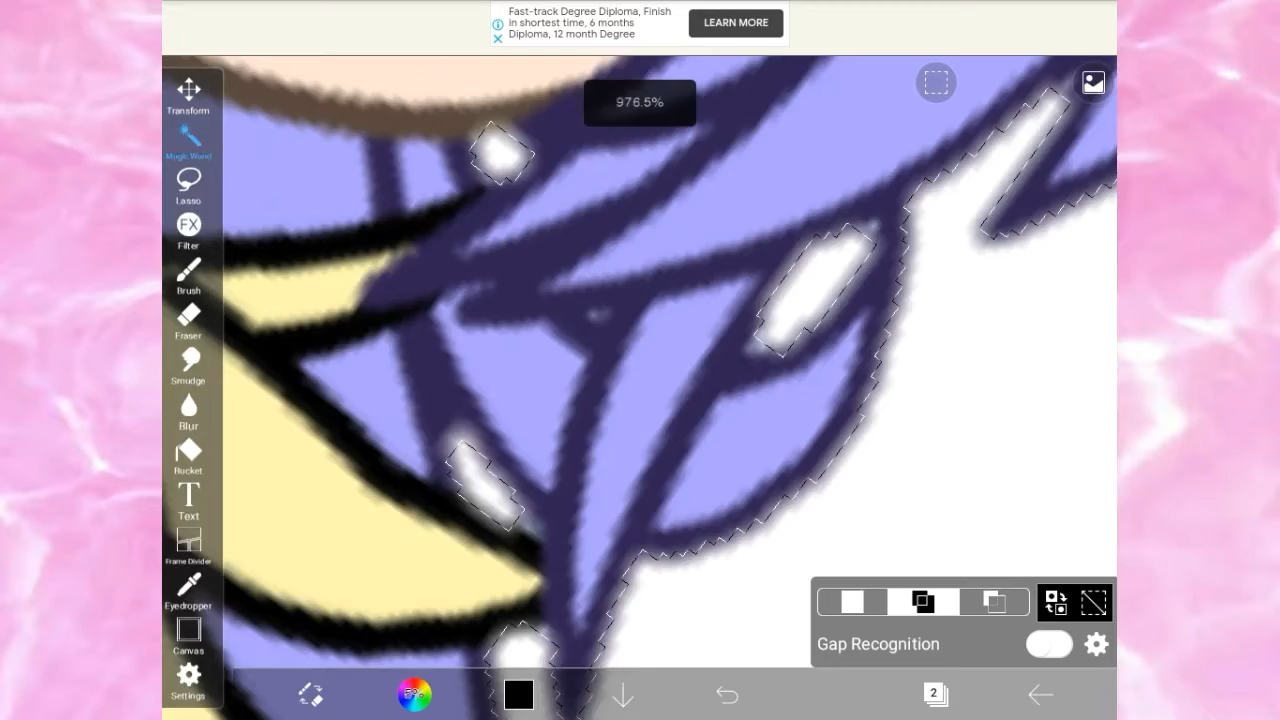 Fast-track Degree Diploma, Finish
in shortest time, 6 months
Diploma, 12 month Degree
LEARN MORE
976.5%
Transform
Magic Wand
Lasso
FX
Filter
Brush
Eraser
Smudge
Blur
Bucket
T
Text
Frame Divider
Eyedropper
Canvas
Settings
Gap Recognition
2